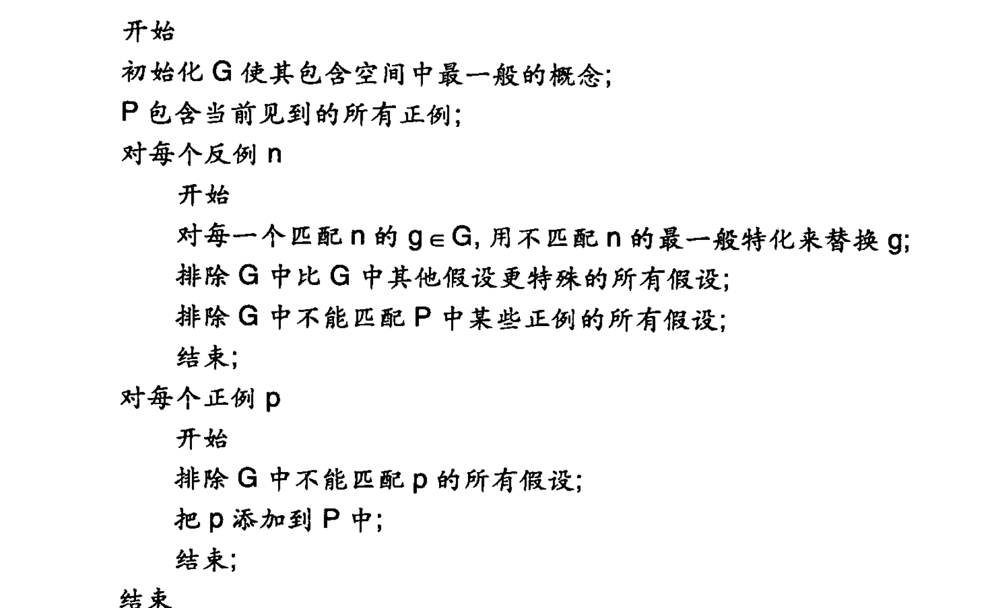 开始
初始化 G 使其包含空间中最一般的概念;
P 包含当前见到的所有正例;
对每个反例 n
开始
对每一个匹配 n 的 g∈G, 用不匹配 n 的最一般特化来替换 g;
排除 G 中比 G 中其他假设更特殊的所有假设;
排除 G 中不能匹配 P 中某些正例的所有假设;
结束;
对每个正例 p
开始
排除 G 中不能匹配 p 的所有假设;
把 p 添加到 P 中;
结束;
结束